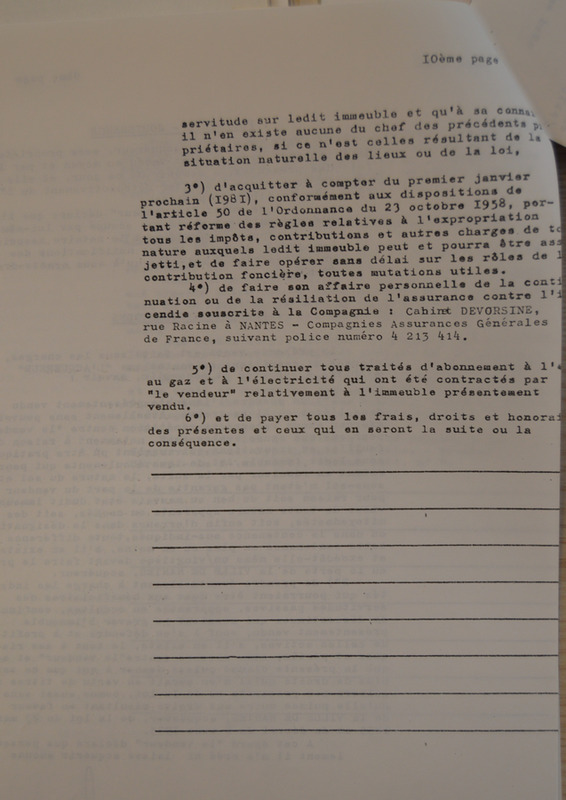 10ème page
servitude sur ledit immeuble et qu'à sa
il n'en existe aucune du chef des précédents
priétaires, si ce n'est celles résultant de la
situation naturelle des lieux ou de la loi,
3°) d'acquitter à compter du premier janvier
prochain (1981), conformément aux dispositions de
l'article 50 de l'Ordonnance du 23 octobre 1958, por-
tant réforme des règles relatives à l'expropriation
tous les impôts, contributions et autres charges de
nature auxquels ledit immeuble peut et pourra être
jetti,et de faire opérer sans délai sur les rôles de
contribution foncière, toutes mutations utiles.
4°) de faire son affaire personnelle de la conti
nuation ou de la résiliation de l'assurance contre
cendie souscrite à la Compagnie : Cabinet DEVORSINE,
rue Racine à NANTES - Compagnies Assurances Générales
de France, suivant police numéro 4 213 414.
5°) de continuer tous traités d'abonnement à
au gaz et à l'électricité qui ont été contractés par
"le vendeur" relativement à l'immeuble présentement
vendu.
6°) et de payer tous les frais, droits et honorai
des présentes et ceux qui en seront la suite ou la
conséquence.